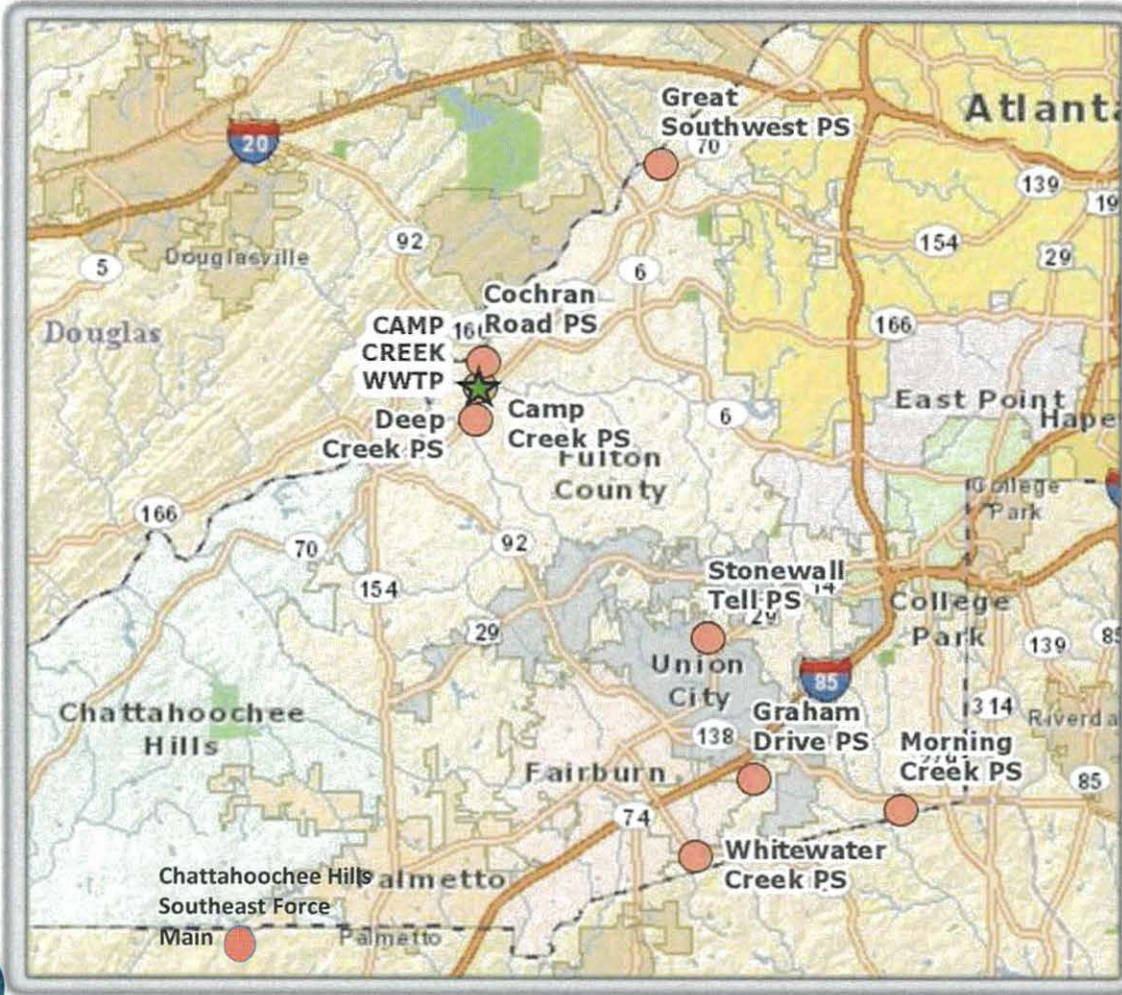 Great
Southwest PS
70
Atlanta
20
139
19
92
154
29
5
Douglasville
6
Cochran
Road PS
Douglas
CAMP
CREEK
WWTP
166
East Point
Hape
Deep
Creek PS
Camp
Creek PS
6
Fulton
County
College
Park
166
70
92
154
Stonewall
Tell PS
14
29
College
Park
29
139
85
Union
City
85
314
Riverda
Chattahoochee
Hills
138
Graham
Drive PS
Morning
Creek PS
Fairburn
85
74
Whitewater
Creek PS
Chattahoochee Hills
Southeast Force
Main
Palmetto
Palmetto